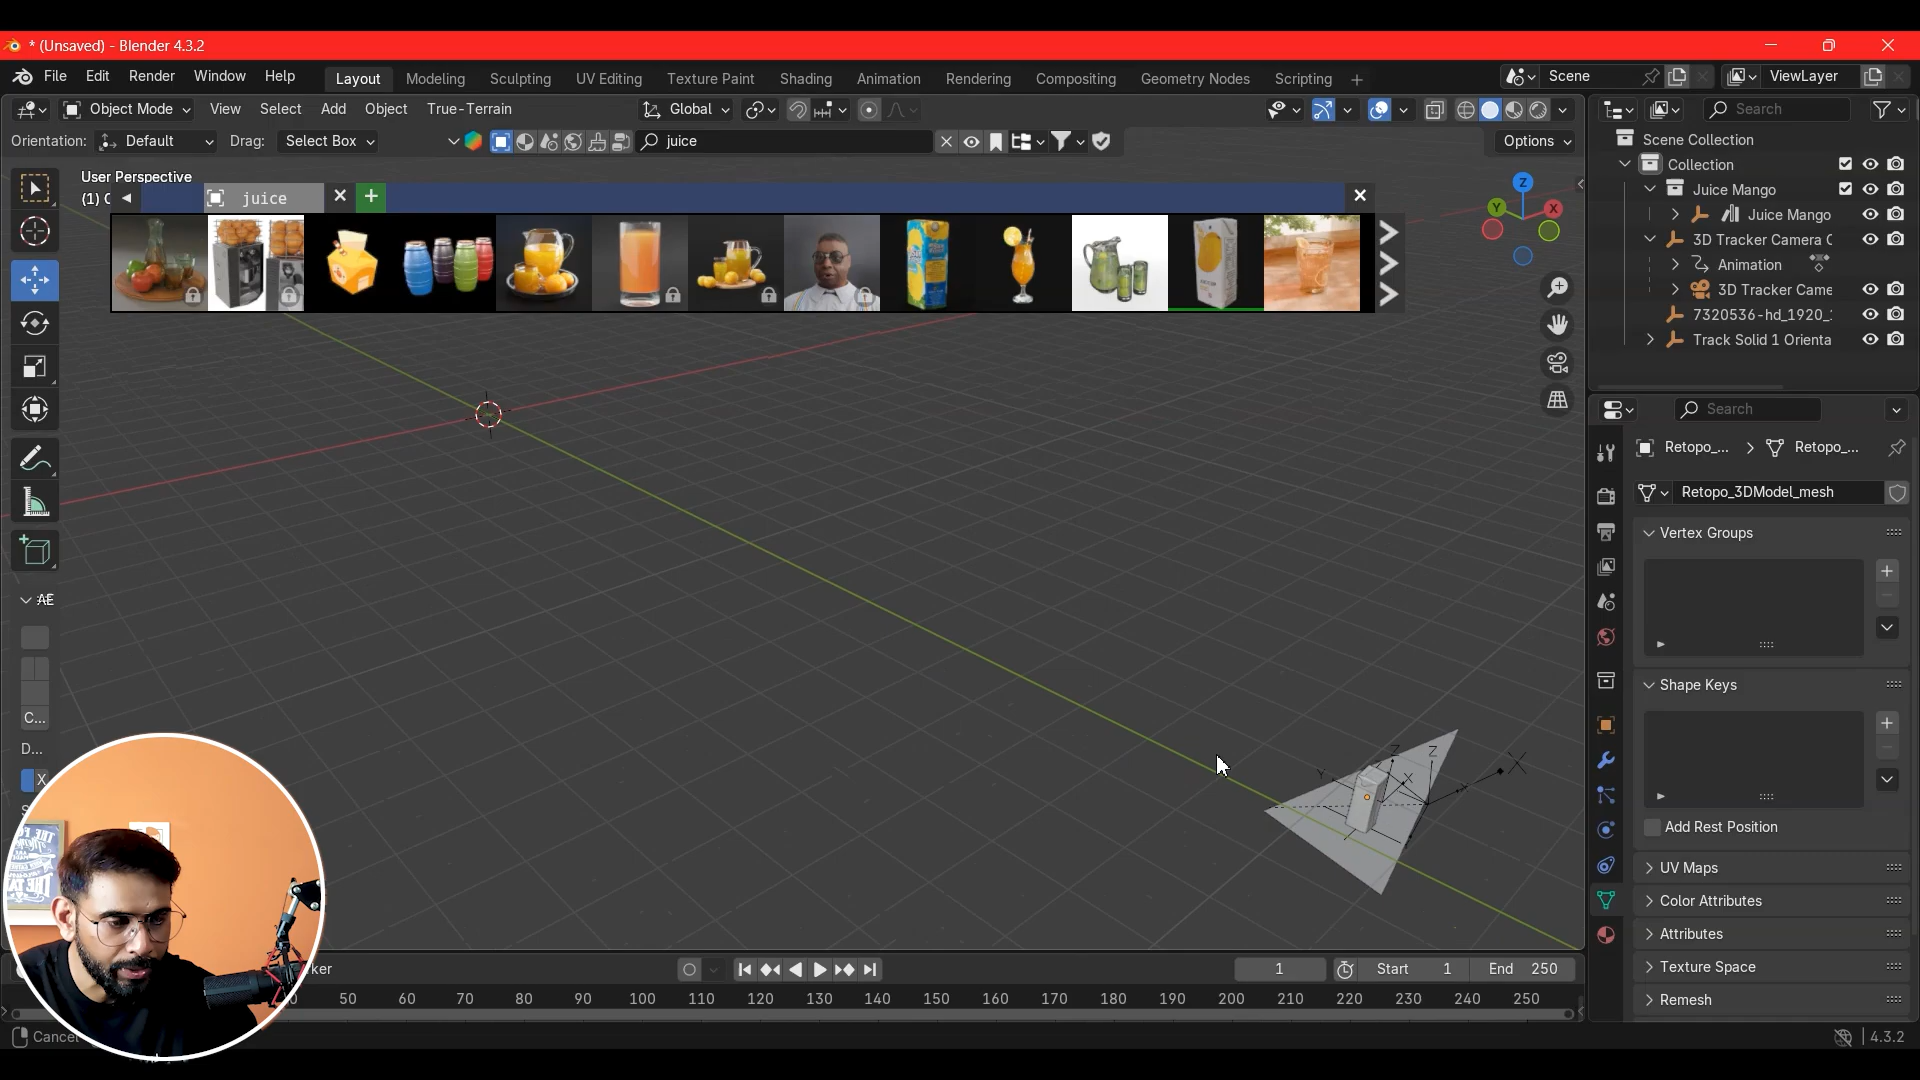 * (Unsaved) - Blender 4.3.2
File Edit Render Window Help
Layout Modeling Sculpting UV Editing Texture Paint Shading Animation Rendering Compositing Geometry Nodes Scripting +
Scene
ViewLayer
Object Mode View Select Add Object True-Terrain
Global
Search
Orientation: Default Drag: Select Box
juice
Options
User Perspective
(1) C
juice
Z
Y
X
Scene Collection
Collection
Juice Mango
Juice Mango
3D Tracker Camera C
Animation
3D Tracker Came
7320536-hd_1920_
Track Solid 1 Orienta
Search
Retopo_... > Retopo_...
Retopo_3DModel_mesh
Vertex Groups
Shape Keys
Add Rest Position
UV Maps
Color Attributes
Attributes
Texture Space
Remesh
AE
C...
D...
X
Z
Z
X
Y
X
ker
1
Start 1
End 250
50 60 70 80 90 100 110 120 130 140 150 160 170 180 190 200 210 220 230 240 250
Cancel
4.3.2